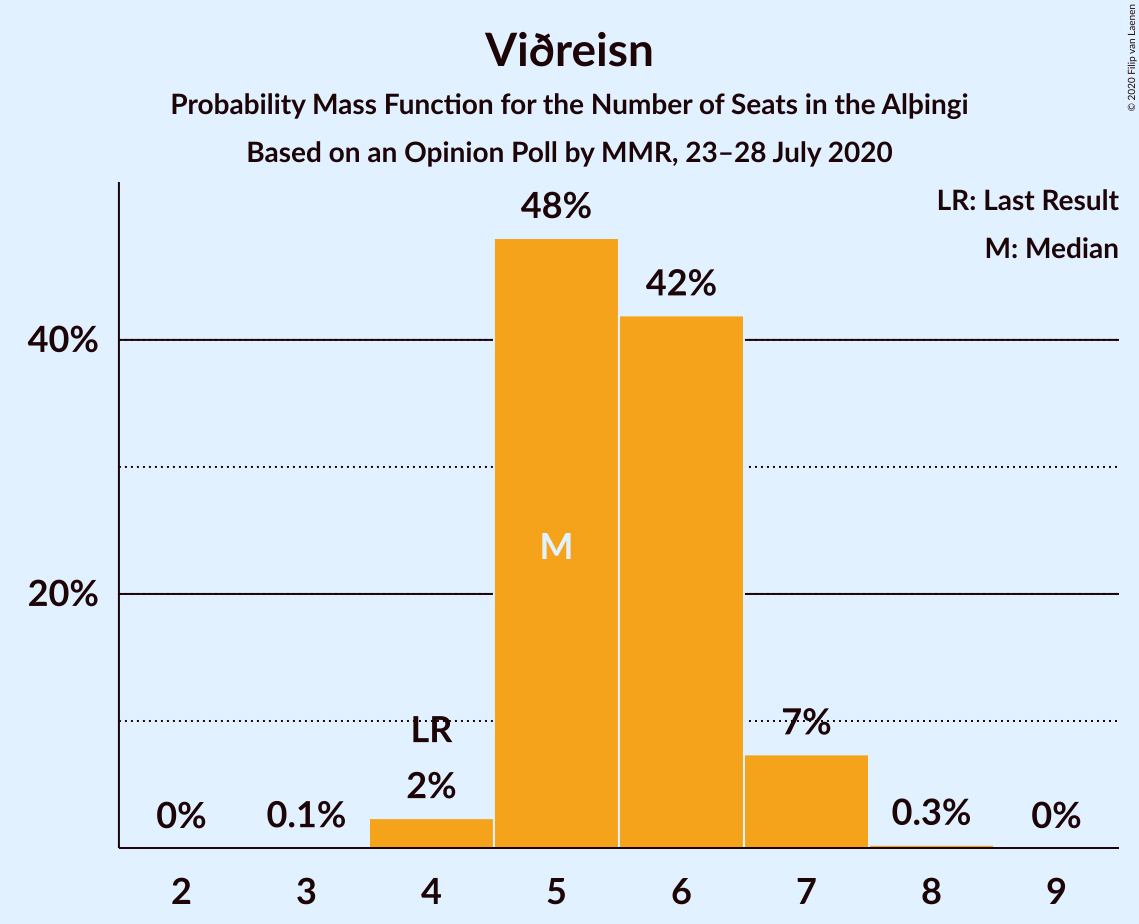 Viðreisn
Probability Mass Function for the Number of Seats in the Alþingi
Based on an Opinion Poll by MMR, 23–28 July 2020
© 2020 Filip van Laenen
LR: Last Result
M: Median
48%
42%
40%
M
20%
LR
7%
2%
0%
0.1%
0.3%
0%
2 3 4 5 6 7 8 9